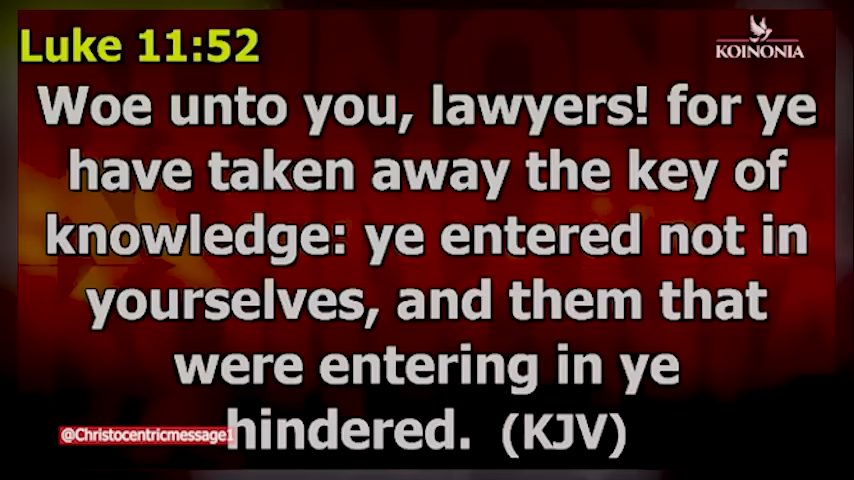 Luke 11:52
KOINONIA
Woe unto you, lawyers! for ye
have taken away the key of
knowledge: ye entered not in
yourselves, and them that
were entering in ye
hindered. (KJV)
@Christocentricmessage1